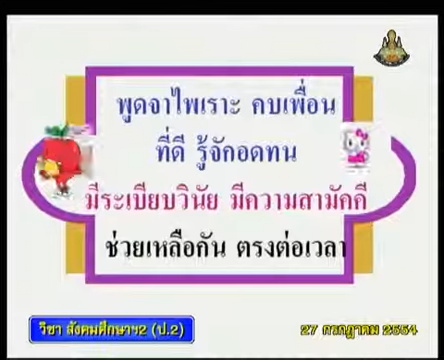 พูดจาไพเราะ คบเพื่อน
ที่ดี รู้จักอดทน
มีระเบียบวินัย มีความสามัคคี
ช่วยเหลือกัน ตรงต่อเวลา
วิชา สังคมศึกษาฯ2 (ป.2)
27 กรกฎาคม 2554